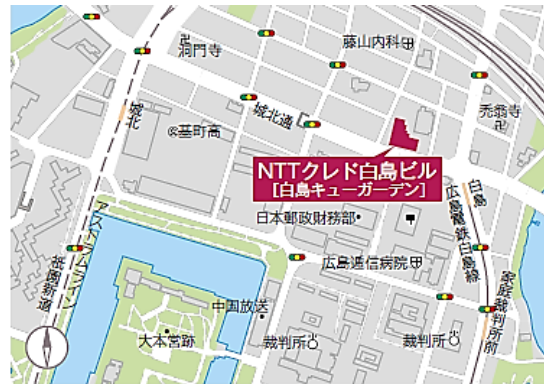 洞門寺
藤山内科
禿翁寺
城北
城北通
基町高
NTTクレド白島ビル
[白島キューガーデン]
白島
広島電鉄白島線
日本郵政財務部
アストラムライン
祇園新道
広島逓信病院
家庭裁判所前
中国放送
大本宮跡
裁判所
裁判所